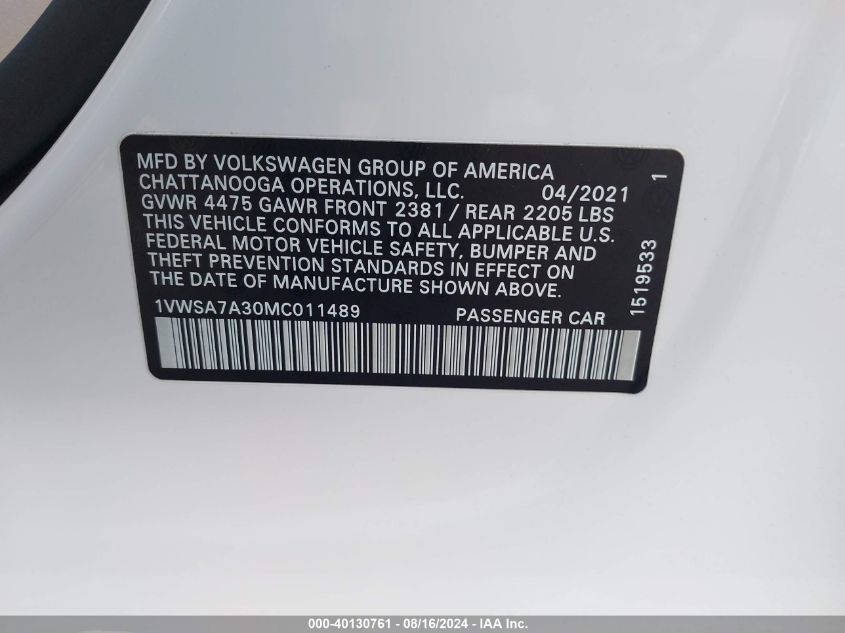 MFD BY VOLKSWAGEN GROUP OF AMERICA
CHATTANOOGA OPERATIONS, LLC. 04/2021
GVWR 4475 GAWR FRONT 2381 / REAR 2205 LBS
THIS VEHICLE CONFORMS TO ALL APPLICABLE U.S.
FEDERAL MOTOR VEHICLE SAFETY, BUMPER AND
THEFT PREVENTION STANDARDS IN EFFECT ON
THE DATE OF MANUFACTURE SHOWN ABOVE.
1VWSA7A30MC011489 PASSENGER CAR
1519533 1
000-40130761 - 08/16/2024 - IAA Inc.